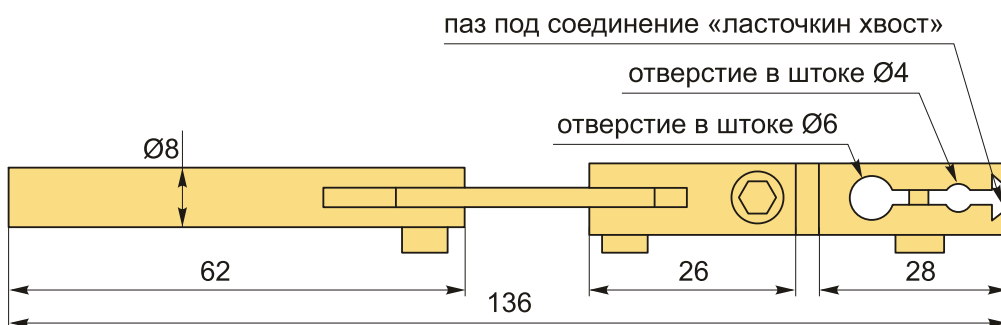 паз под соединение «ласточкин хвост»
отверстие в штоке Ø4
отверстие в штоке Ø6
Ø8
62
26
28
136